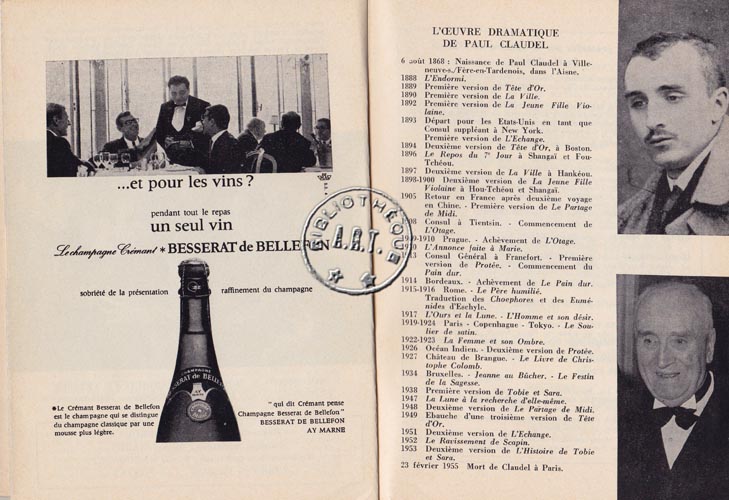 ...et pour les vins ?
pendant tout le repas
un seul vin
Le champagne Crémant * BESSERAT de BELLEFON
sobriété de la présentation
raffinement du champagne
CHAMPAGNE
BESSERAT DE BELLEFON
● Le Crémant Besserat de Bellefon
est le champagne qui se distingue
du champagne classique par une
mousse plus légère.
" qui dit Crémant pense
Champagne Besserat de Bellefon "
BESSERAT DE BELLEFON
AY MARNE
BIBLIOTHÈQUE
A.R.T.
L'ŒUVRE DRAMATIQUE
DE PAUL CLAUDEL
6 août 1868 : Naissance de Paul Claudel à Ville-
neuve-s./Fère-en-Tardenois, dans l'Aisne.
1888 L'Endormi.
1889 Première version de Tête d'Or.
1890 Première version de La Ville.
1892 Première version de La Jeune Fille Vio-
laine.
1893 Départ pour les Etats-Unis en tant que
Consul suppléant à New York.
Première version de L'Echange.
1894 Deuxième version de Tête d'Or, à Boston.
1896 Le Repos du 7e Jour à Shangaï et Fou-
Tchéou.
1897 Deuxième version de La Ville à Hankéou.
1898-1900 Deuxième version de La Jeune Fille
Violaine à Hou-Tchéou et Shangaï.
1905 Retour en France après deuxième voyage
en Chine. - Première version de Le Partage
de Midi.
1908 Consul à Tientsin. - Commencement de
L'Otage.
1909-1910 Prague. - Achèvement de L'Otage.
1910 L'Annonce faite à Marie.
1913 Consul Général à Francfort. - Première
version de Protée. - Commencement du
Pain dur.
1914 Bordeaux. - Achèvement de Le Pain dur.
1915-1916 Rome. - Le Père humilié.
Traduction des Choephores et des Eumé-
nides d'Eschyle.
1917 L'Ours et la Lune. - L'Homme et son désir.
1919-1924 Paris - Copenhague - Tokyo. - Le Sou-
lier de satin.
1922-1923 La Femme et son Ombre.
1926 Océan Indien. - Deuxième version de Protée.
1927 Château de Brangue. - Le Livre de Chris-
tophe Colomb.
1934 Bruxelles. - Jeanne au Bûcher. - Le Festin
de la Sagesse.
1938 Première version de Tobie et Sara.
1947 La Lune à la recherche d'elle-même.
1948 Deuxième version de Le Partage de Midi.
1949 Ebauche d'une troisième version de Tête
d'Or.
1951 Deuxième version de L'Echange.
1952 Le Ravissement de Scapin.
1953 Deuxième version de L'Histoire de Tobie
et Sara.
23 février 1955 Mort de Claudel à Paris.